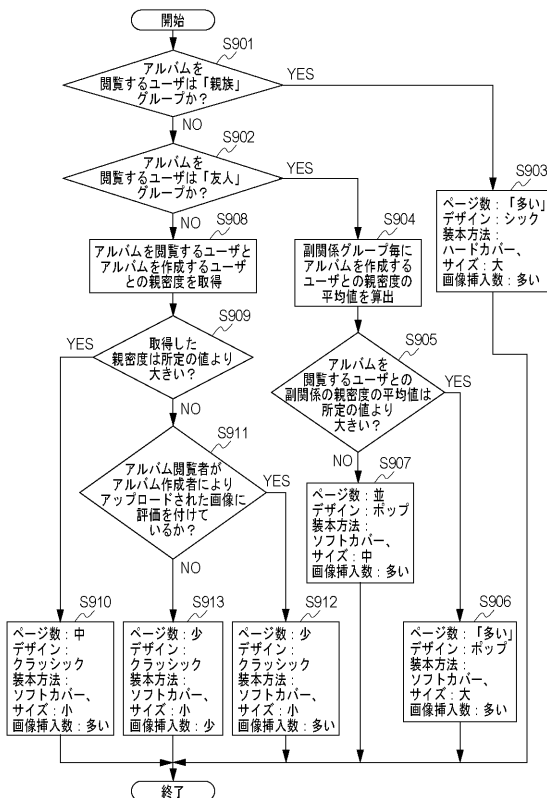 開始
S901
アルバムを
閲覧するユーザは「親族」
グループか？
YES
NO
S902
アルバムを
閲覧するユーザは「友人」
グループか？
YES
NO
S903
ページ数：「多い」
デザイン：シック
装本方法：
ハードカバー、
サイズ：大
画像挿入数：多い
S908
アルバムを閲覧するユーザと
アルバムを作成するユーザ
との親密度を取得
S904
副関係グループ毎に
アルバムを作成する
ユーザとの親密度の
平均値を算出
S909
取得した
親密度は所定の値より
大きい？
YES
NO
S905
アルバムを
閲覧するユーザとの
副関係の親密度の平均値は
所定の値より
大きい？
YES
NO
S911
アルバム閲覧者が
アルバム作成者により
アップロードされた画像に
評価を付けて
いるか？
YES
NO
S907
ページ数：並
デザイン：ポップ
装本方法：
ソフトカバー、
サイズ：中
画像挿入数：多い
S910
ページ数：中
デザイン：
クラッシック
装本方法：
ソフトカバー、
サイズ：小
画像挿入数：多い
S913
ページ数：少
デザイン：
クラッシック
装本方法：
ソフトカバー、
サイズ：小
画像挿入数：少
S912
ページ数：少
デザイン：
クラッシック
装本方法：
ソフトカバー、
サイズ：小
画像挿入数：多い
S906
ページ数：「多い」
デザイン：ポップ
装本方法：
ソフトカバー、
サイズ：大
画像挿入数：多い
終了